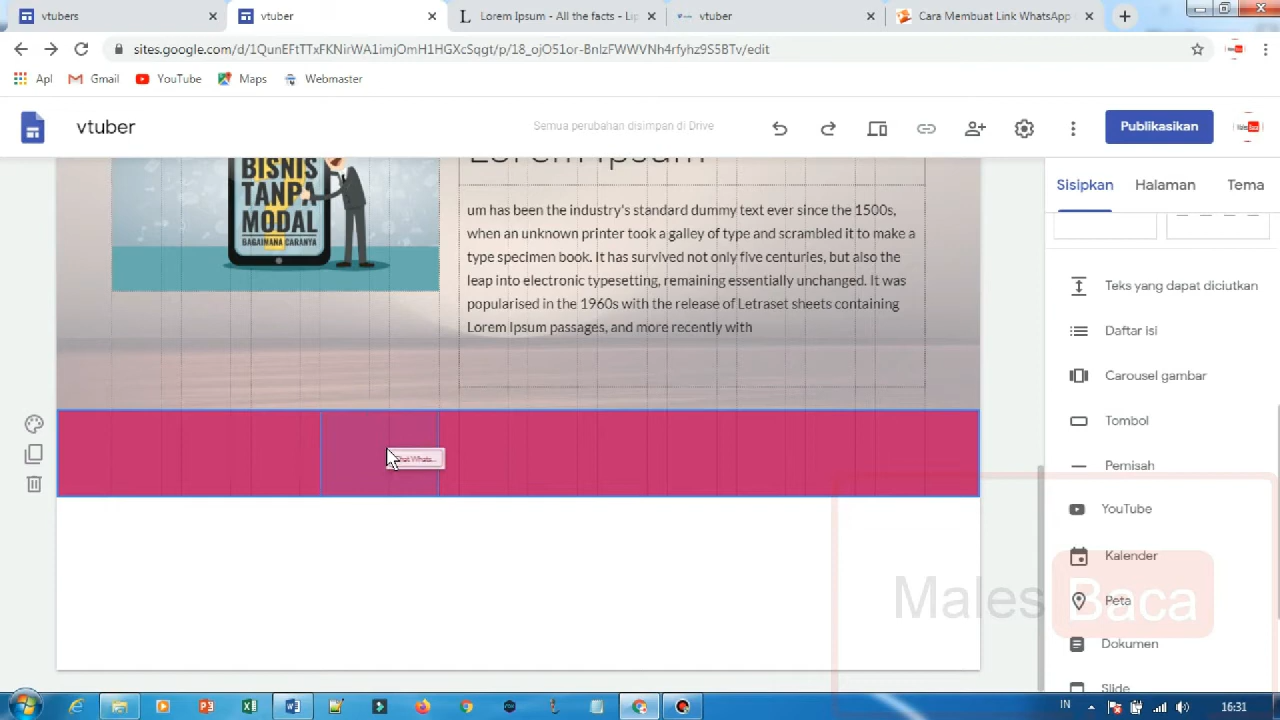 vtubers
vtuber
Lorem Ipsum - All the facts - Lip
vtuber
Cara Membuat Link WhatsApp
sites.google.com/d/1QunEFtTTxFKNirWA1imjOmH1HGXcSqgt/p/18_ojO51or-BnlzFWWVNh4rfyhz9S5BTv/edit
Apl
Gmail
YouTube
Maps
Webmaster
vtuber
Semua perubahan disimpan di Drive
Publikasikan
Sisipkan
Halaman
Tema
BISNIS
TANPA
MODAL
BAGAIMANA CARANYA
Lorem Ipsum
um has been the industry's standard dummy text ever since the 1500s,
when an unknown printer took a galley of type and scrambled it to make a
type specimen book. It has survived not only five centuries, but also the
leap into electronic typesetting, remaining essentially unchanged. It was
popularised in the 1960s with the release of Letraset sheets containing
Lorem Ipsum passages, and more recently with
Teks yang dapat diciutkan
Daftar isi
Carousel gambar
Tombol
Pemisah
YouTube
Kalender
Peta
Dokumen
Slide
Males Baca
IN
16:31